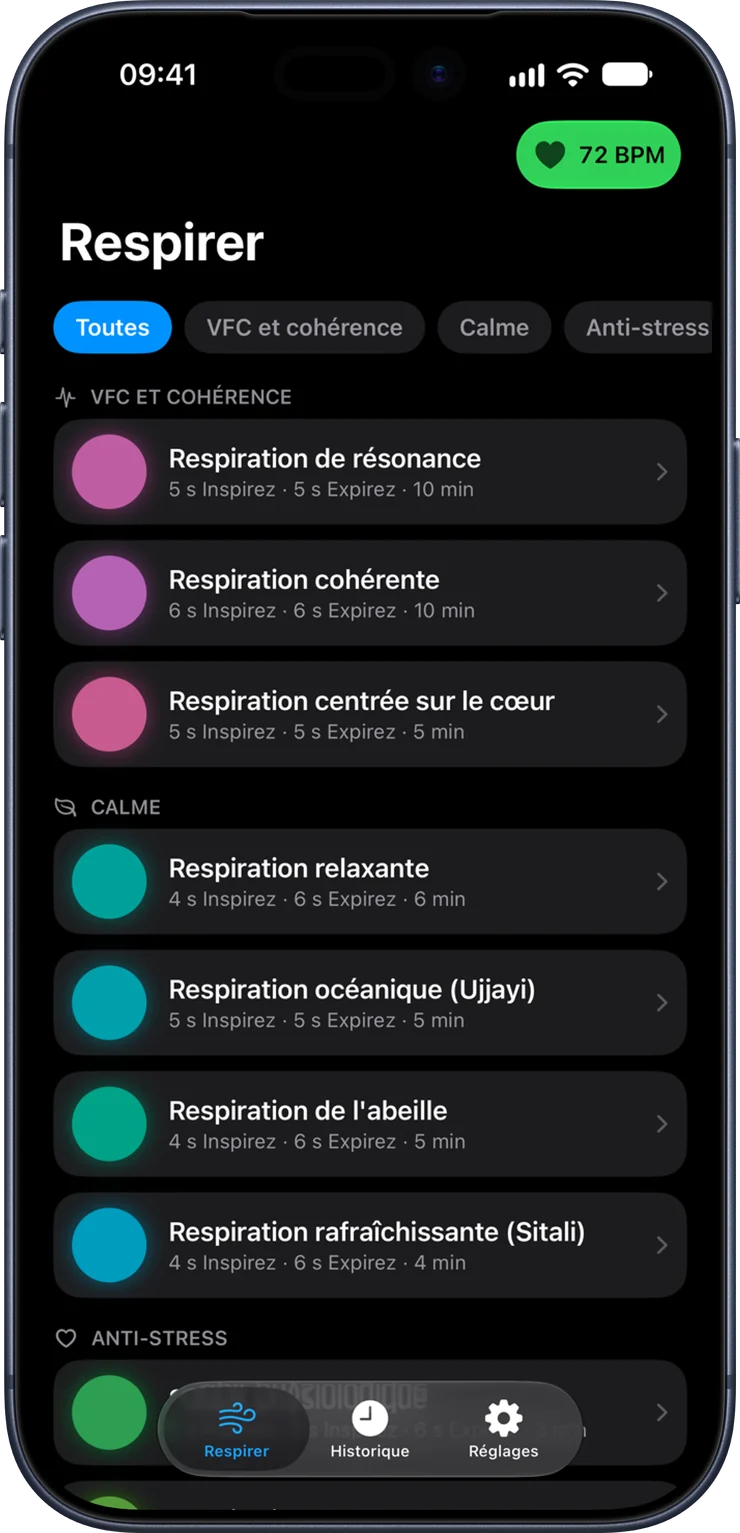 09:41
72 BPM
Respirer
Toutes
VFC et cohérence
Calme
Anti-stress
VFC ET COHÉRENCE
Respiration de résonance
5 s Inspirez · 5 s Expirez · 10 min
Respiration cohérente
6 s Inspirez · 6 s Expirez · 10 min
Respiration centrée sur le cœur
5 s Inspirez · 5 s Expirez · 5 min
CALME
Respiration relaxante
4 s Inspirez · 6 s Expirez · 6 min
Respiration océanique (Ujjayi)
5 s Inspirez · 5 s Expirez · 5 min
Respiration de l'abeille
4 s Inspirez · 6 s Expirez · 5 min
Respiration rafraîchissante (Sitali)
4 s Inspirez · 6 s Expirez · 4 min
ANTI-STRESS
Respirer
Historique
Réglages